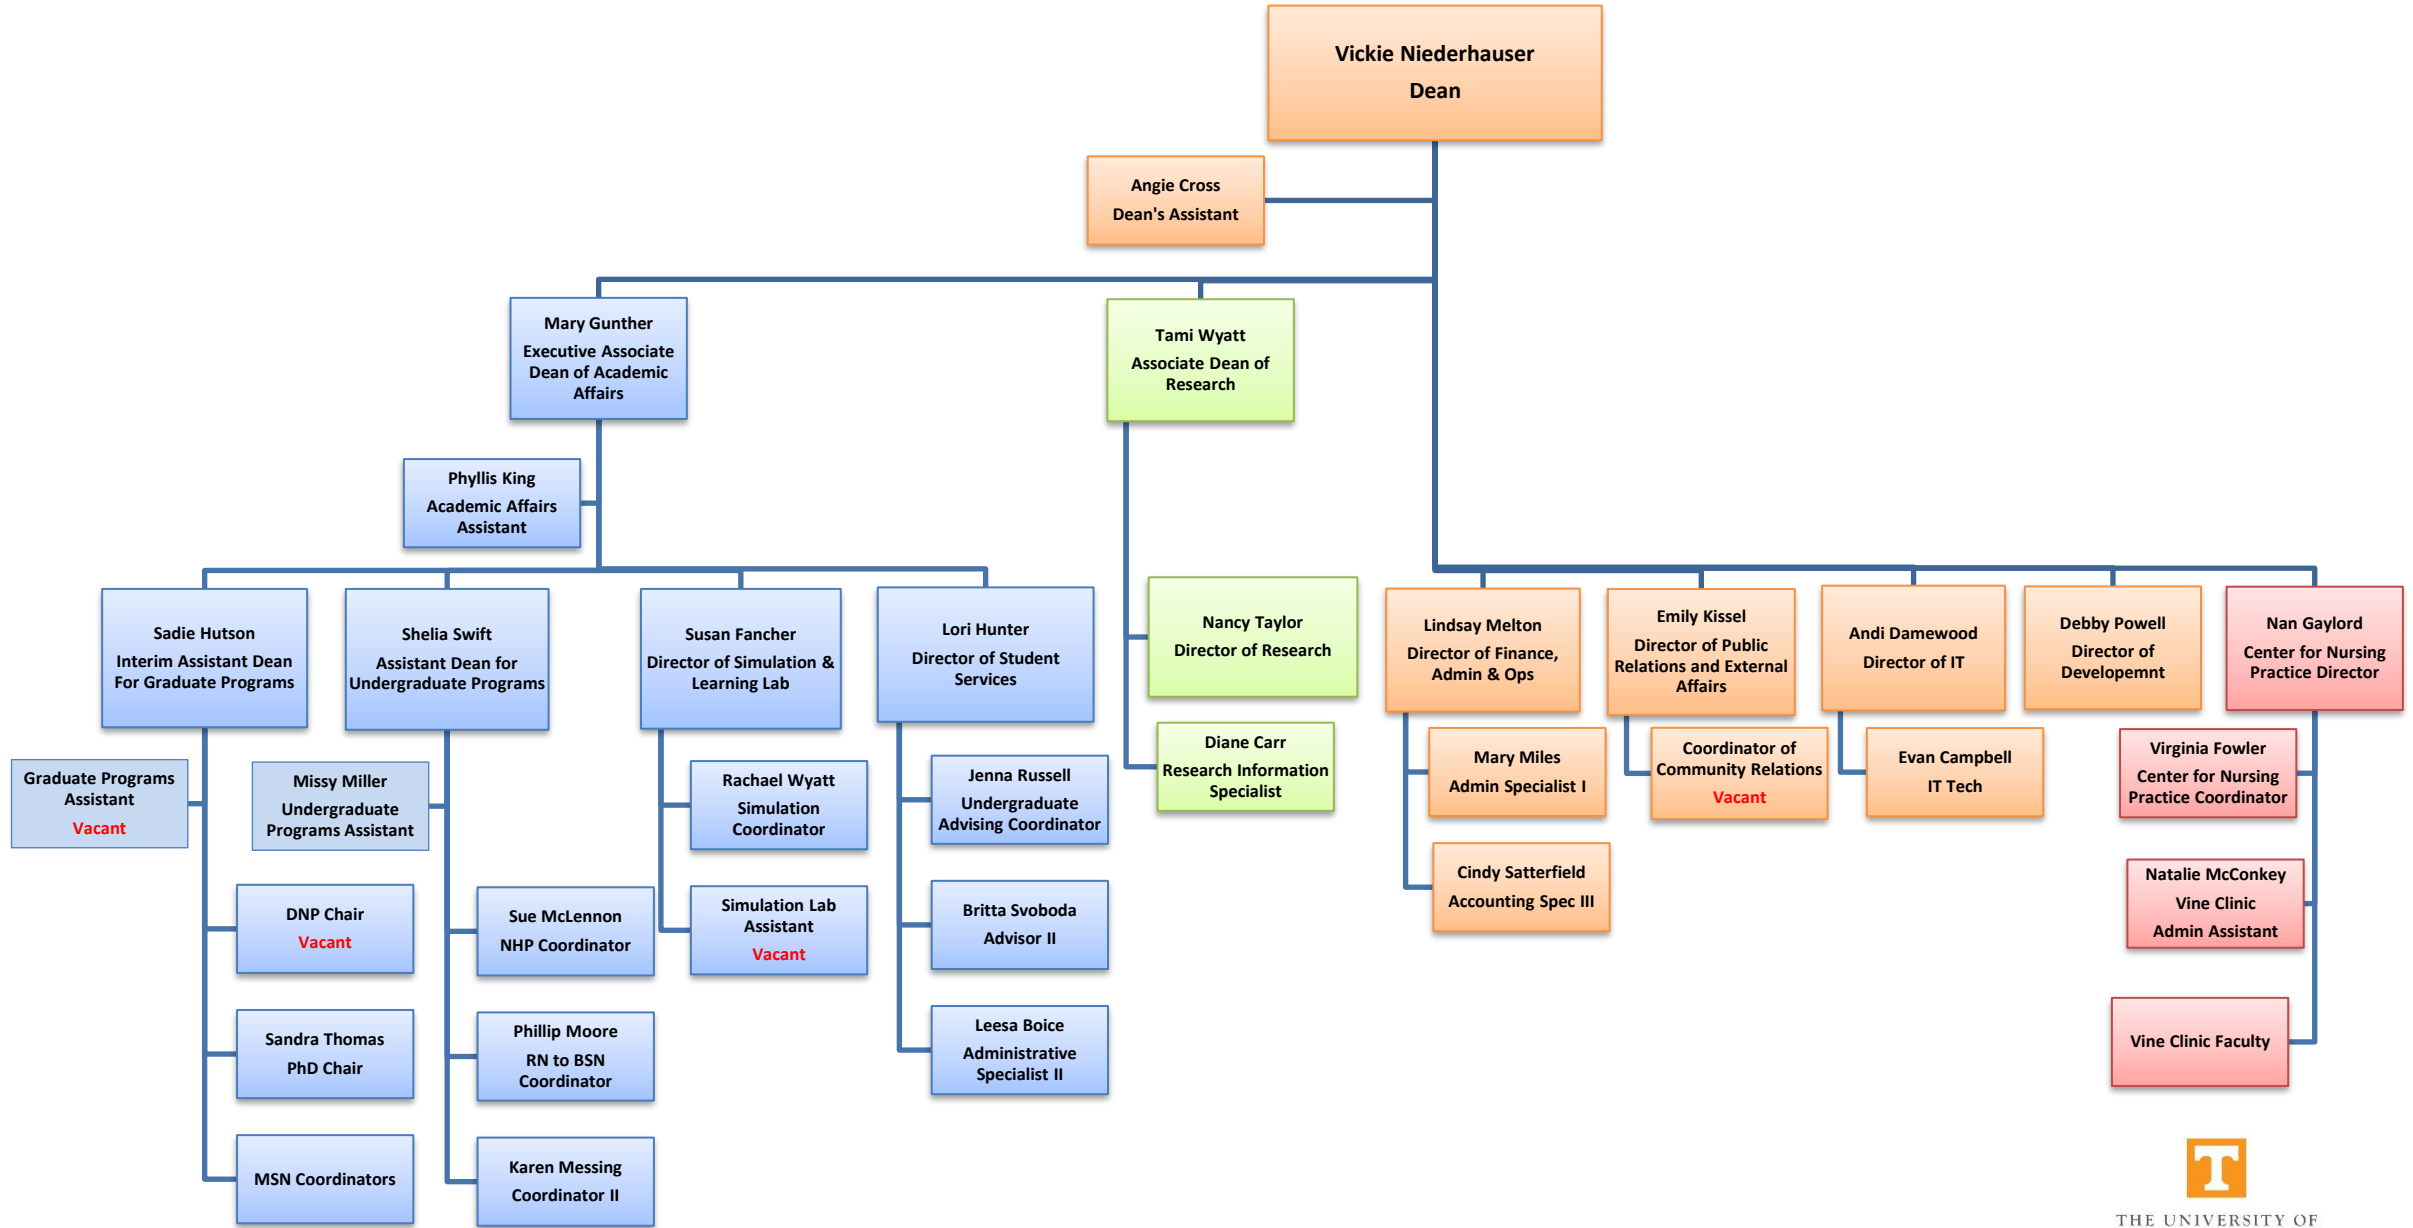 Vickie Niederhauser
Dean
Angie Cross
Dean's Assistant
Mary Gunther
Executive Associate
Dean of Academic
Affairs
Tami Wyatt
Associate Dean of
Research
Phyllis King
Academic Affairs
Assistant
Sadie Hutson
Interim Assistant Dean
For Graduate Programs
Shelia Swift
Assistant Dean for
Undergraduate Programs
Susan Fancher
Director of Simulation &
Learning Lab
Lori Hunter
Director of Student
Services
Nancy Taylor
Director of Research
Lindsay Melton
Director of Finance,
Admin & Ops
Emily Kissel
Director of Public
Relations and External
Affairs
Andi Damewood
Director of IT
Debby Powell
Director of
Developemnt
Nan Gaylord
Center for Nursing
Practice Director
Graduate Programs
Assistant
Vacant
Missy Miller
Undergraduate
Programs Assistant
Rachael Wyatt
Simulation
Coordinator
Jenna Russell
Undergraduate
Advising Coordinator
Diane Carr
Research Information
Specialist
Mary Miles
Admin Specialist I
Coordinator of
Community Relations
Vacant
Evan Campbell
IT Tech
Virginia Fowler
Center for Nursing
Practice Coordinator
DNP Chair
Vacant
Sue McLennon
NHP Coordinator
Simulation Lab
Assistant
Vacant
Britta Svoboda
Advisor II
Cindy Satterfield
Accounting Spec III
Natalie McConkey
Vine Clinic
Admin Assistant
Sandra Thomas
PhD Chair
Phillip Moore
RN to BSN
Coordinator
Leesa Boice
Administrative
Specialist II
Vine Clinic Faculty
MSN Coordinators
Karen Messing
Coordinator II
T
THE UNIVERSITY OF